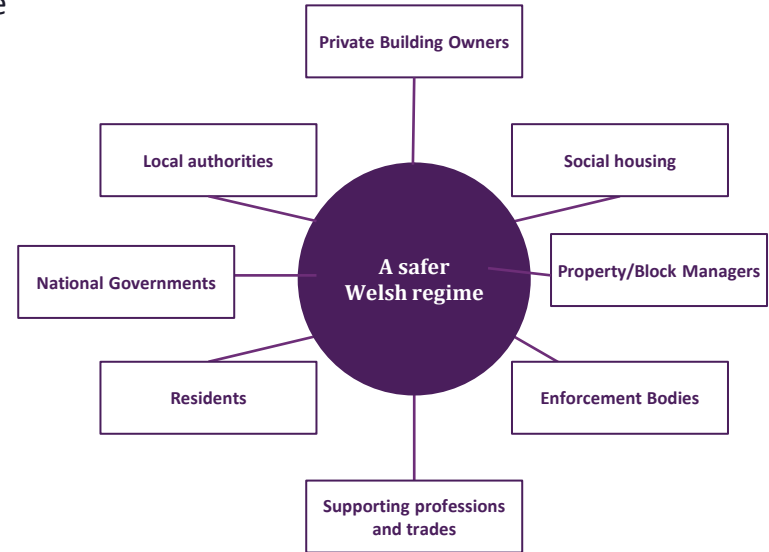 e
Private Building Owners
Local authorities
Social housing
A safer
Welsh regime
National Governments
Property/Block Managers
Residents
Enforcement Bodies
Supporting professions
and trades